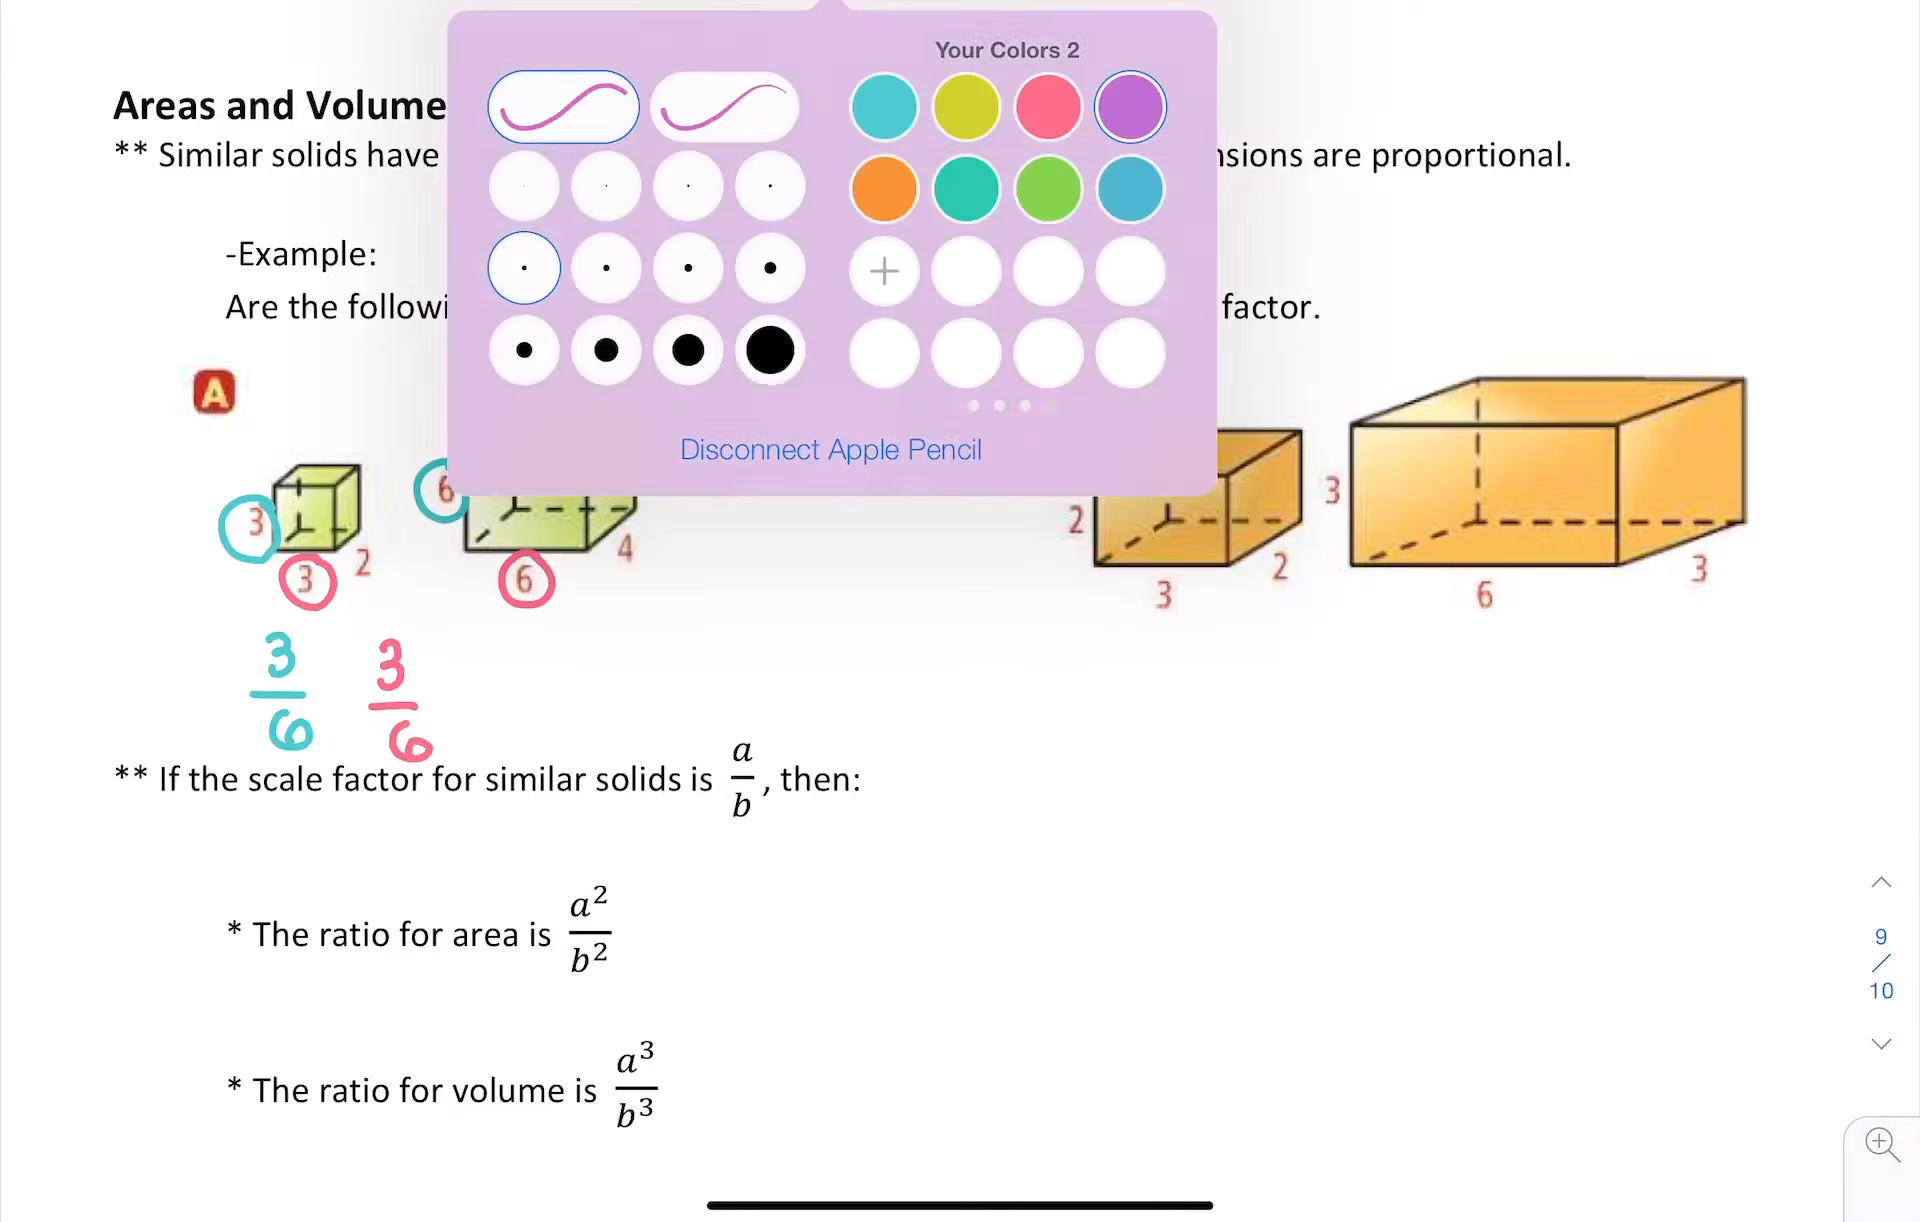 Your Colors 2
Areas and Volume
** Similar solids have
nsions are proportional.
-Example:
Are the followi
factor.
A
Disconnect Apple Pencil
3
3
2
6
6
4
2
3
2
3
6
3
3
6
3
6
** If the scale factor for similar solids is a/b, then:
* The ratio for area is a²/b²
* The ratio for volume is a³/b³
9
/
10